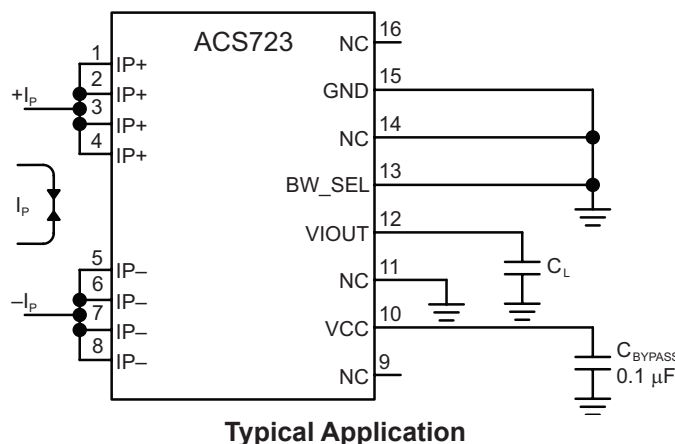 ACS723
1 IP+
2 IP+
3 IP+
4 IP+
+IP
IP
5 IP–
6 IP–
7 IP–
8 IP–
–IP
NC 16
GND 15
NC 14
BW_SEL 13
VIOUT 12
NC 11
VCC 10
NC 9
CL
CBYPASS
0.1 μF
Typical Application